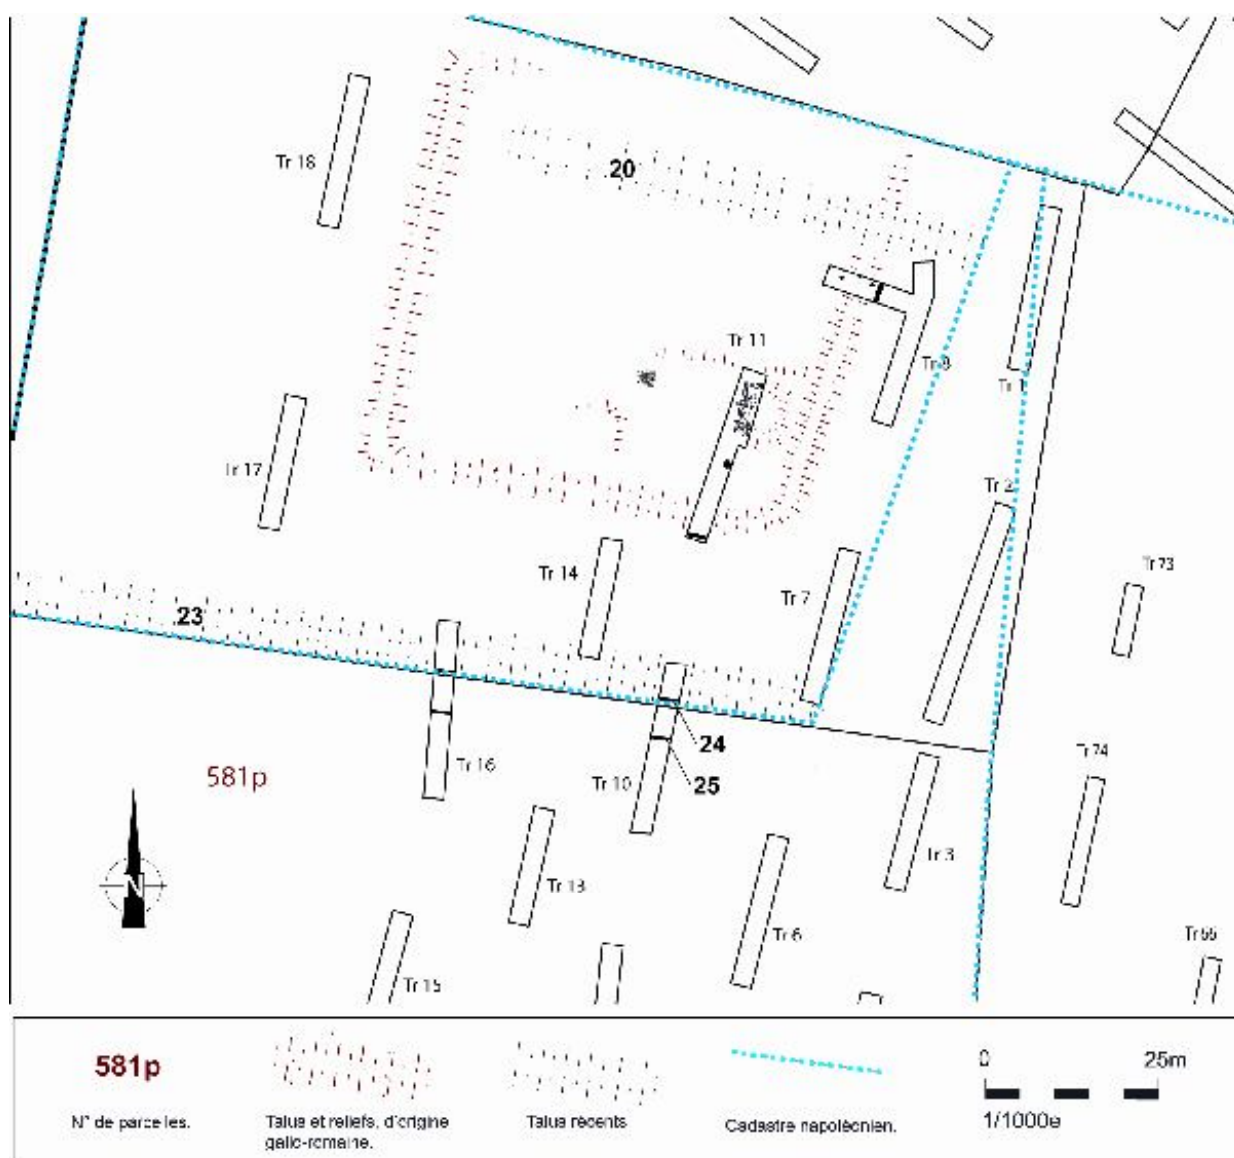 Tr 18
20
Tr 11
Tr 8
Tr 1
Tr 17
Tr 2
Tr 14
Tr 7
Tr 73
23
24
25
Tr 16
Tr 10
Tr 74
581p
Tr 3
Tr 13
N
Tr 6
Tr 15
581p
0 25m
N° de parcelles.
Talus et reliefs, d'origine
gallo-romaine.
Talus récents
Cadastre napoléonien.
1/1000e